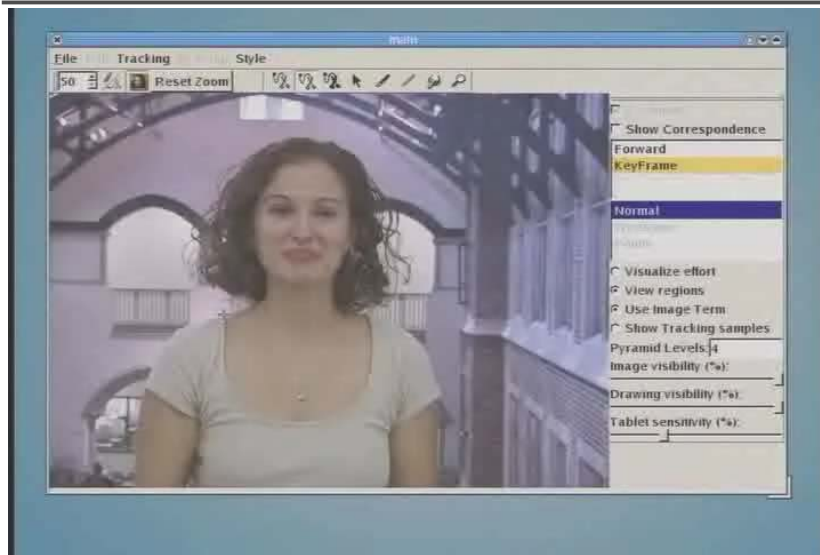 main
File Tracking Style
50 Reset Zoom
Show Correspondence
Forward
KeyFrame
Normal
Visualize effort
View regions
Use Image Term
Show Tracking samples
Pyramid Levels: 4
Image visibility (%):
Drawing visibility (%):
Tablet sensitivity (%):